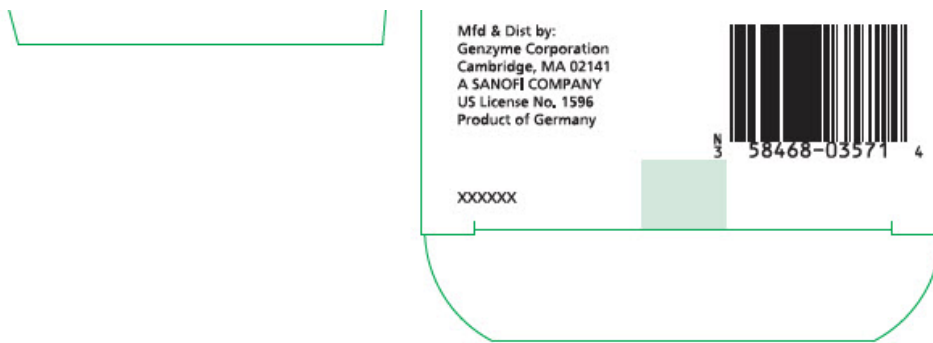 Mfd & Dist by:
Genzyme Corporation
Cambridge, MA 02141
A SANOFI COMPANY
US License No. 1596
Product of Germany
N
3 58468-03571 4
XXXXXX